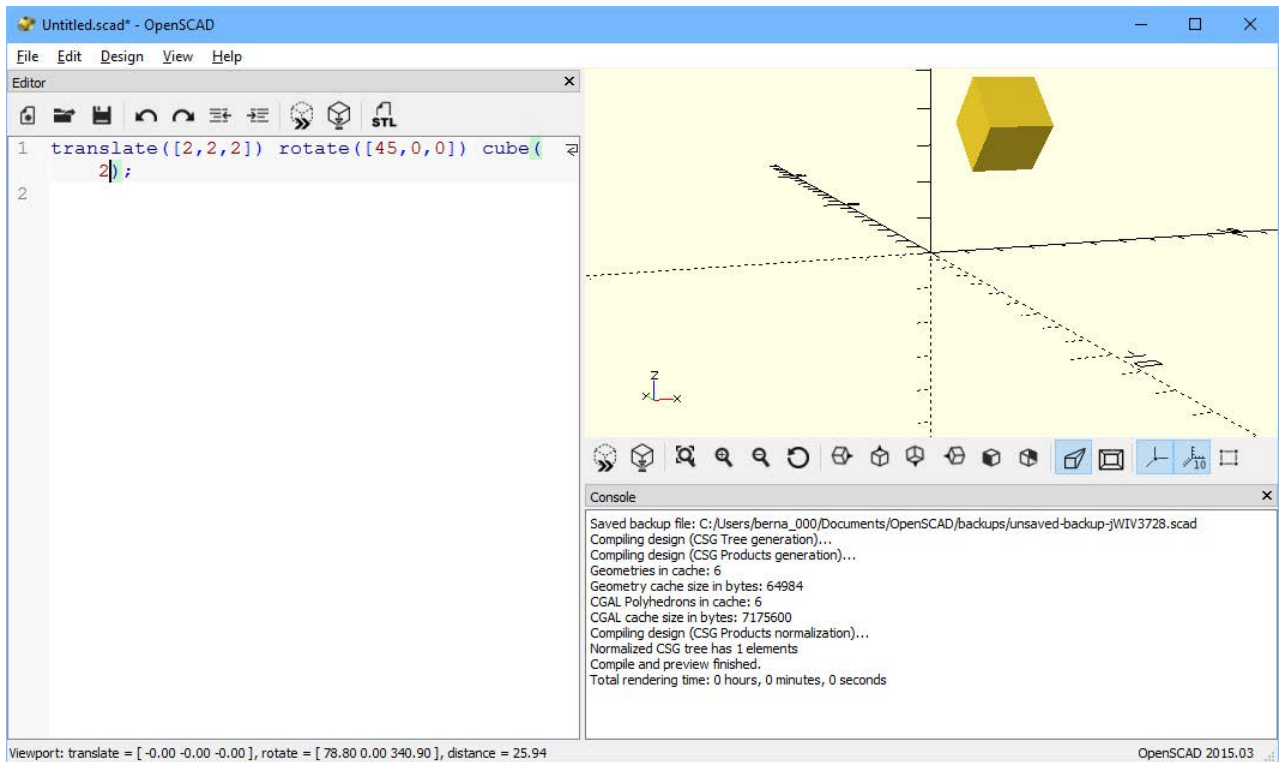 Untitled.scad* - OpenSCAD
File Edit Design View Help
Editor
STL
1 translate([2,2,2]) rotate([45,0,0]) cube(
2);
2
Z
X
10
Console
Saved backup file: C:/Users/berna_000/Documents/OpenSCAD/backups/unsaved-backup-jWIV3728.scad
Compiling design (CSG Tree generation)...
Compiling design (CSG Products generation)...
Geometries in cache: 6
Geometry cache size in bytes: 64984
CGAL Polyhedrons in cache: 6
CGAL cache size in bytes: 7175600
Compiling design (CSG Products normalization)...
Normalized CSG tree has 1 elements
Compile and preview finished.
Total rendering time: 0 hours, 0 minutes, 0 seconds
Viewport: translate = [ -0.00 -0.00 -0.00 ], rotate = [ 78.80 0.00 340.90 ], distance = 25.94
OpenSCAD 2015.03